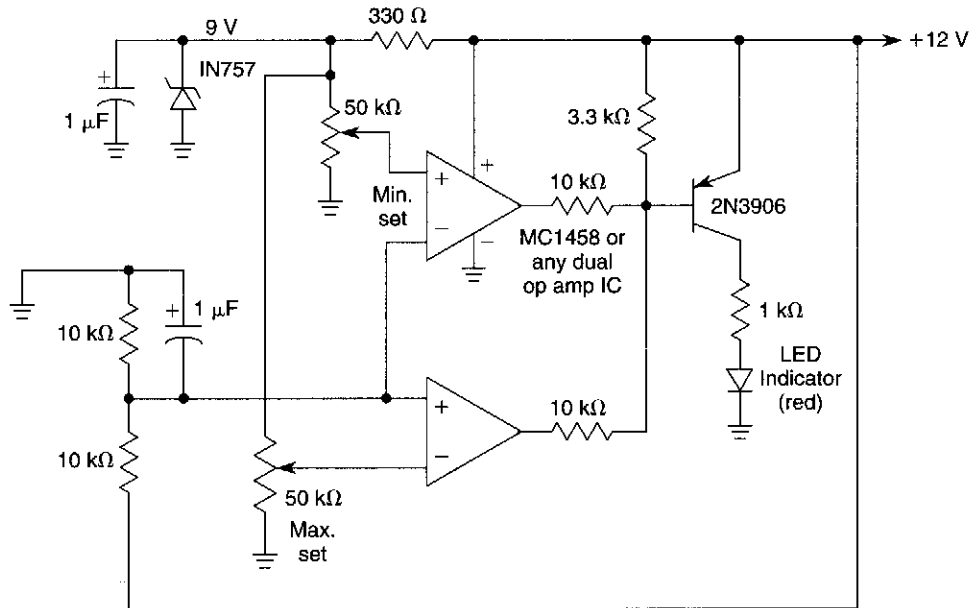 330 Ω
9 V
+12 V
IN757
+
1 µF
50 kΩ
3.3 kΩ
Min.
set
+
−
+
−
10 kΩ
2N3906
MC1458 or
any dual
op amp IC
+
1 µF
10 kΩ
1 kΩ
LED
Indicator
(red)
10 kΩ
+
−
10 kΩ
50 kΩ
Max.
set